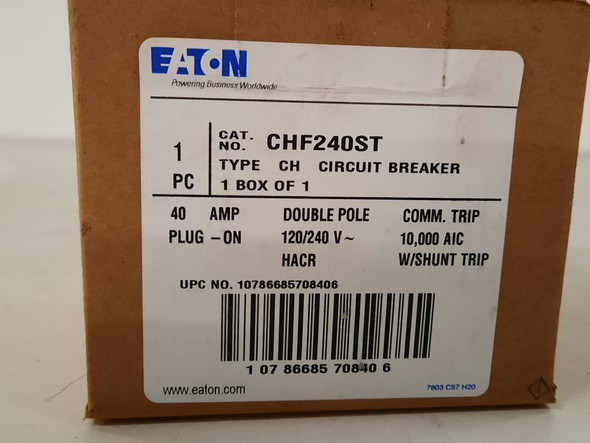 EATON
Powering Business Worldwide
1
PC
CAT. NO. CHF240ST
TYPE CH CIRCUIT BREAKER
1 BOX OF 1
40 AMP DOUBLE POLE COMM. TRIP
PLUG -ON 120/240 V~ 10,000 AIC
HACR W/SHUNT TRIP
UPC NO. 10786685708406
1 07 86685 70840 6
www.eaton.com 7803 C57 H20